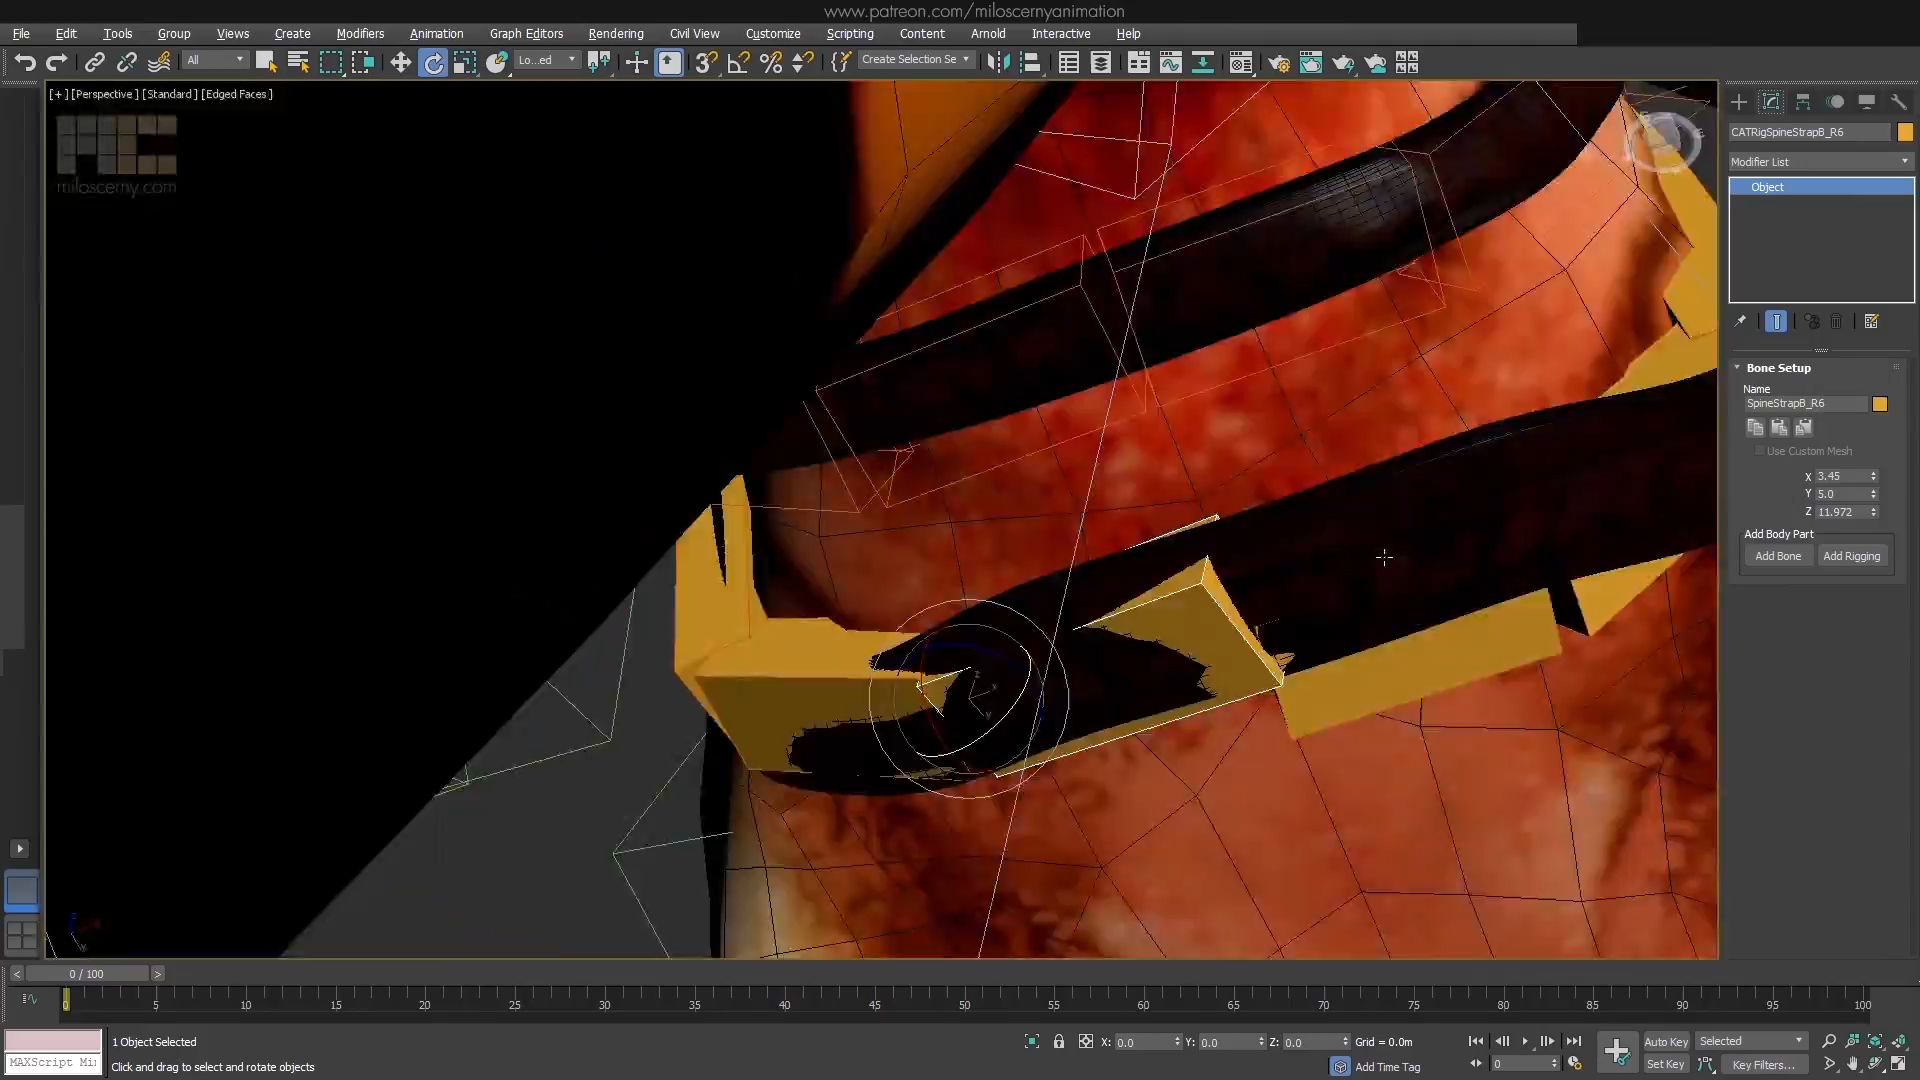 www.patreon.com/miloscernyanimation
File Edit Tools Group Views Create Modifiers Animation Graph Editors Rendering Civil View Customize Scripting Content Arnold Interactive Help
All Lo...ed Create Selection Se
[+] [Perspective] [Standard] [Edged Faces]
miloscerny.com
CATRigSpineStrapB_R6
Modifier List
Object
Bone Setup
Name
SpineStrapB_R6
Use Custom Mesh
X 3.45
Y 5.0
Z 11.972
Add Body Part
Add Bone Add Rigging
z
x
y
< 0 / 100 >
0 5 10 15 20 25 30 35 40 45 50 55 60 65 70 75 80 85 90 95 100
1 Object Selected X: 0.0 Y: 0.0 Z: 0.0 Grid = 0.0m Auto Key Selected
MAXScript Mi Click and drag to select and rotate objects Add Time Tag 0 Set Key Key Filters...